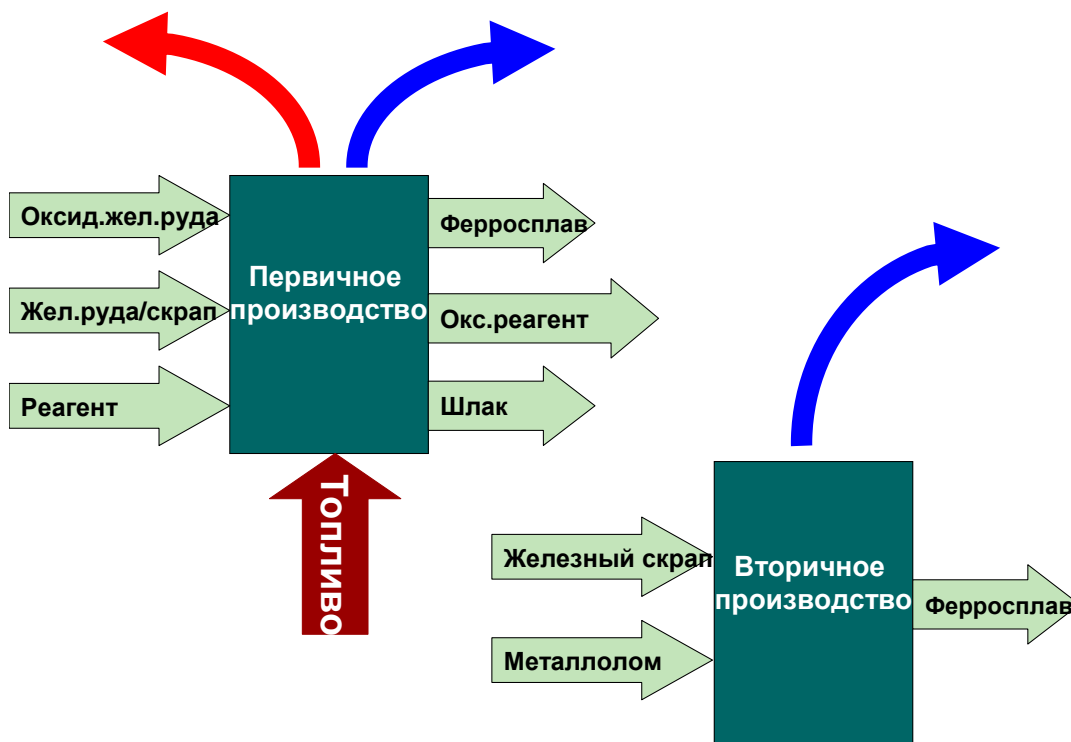 Оксид.жел.руда
Жел.руда/скрап
Реагент
Первичное
производство
Ферросплав
Окс.реагент
Шлак
Топливо
Железный скрап
Металлолом
Вторичное
производство
Ферросплав